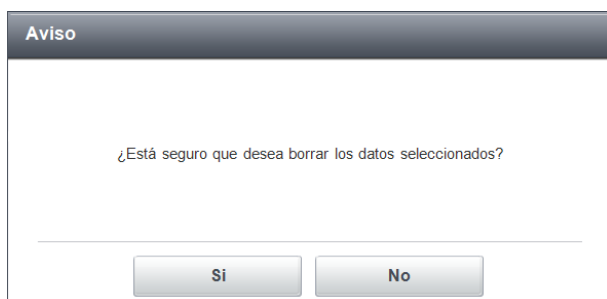 Aviso
¿Está seguro que desea borrar los datos seleccionados?
Si
No